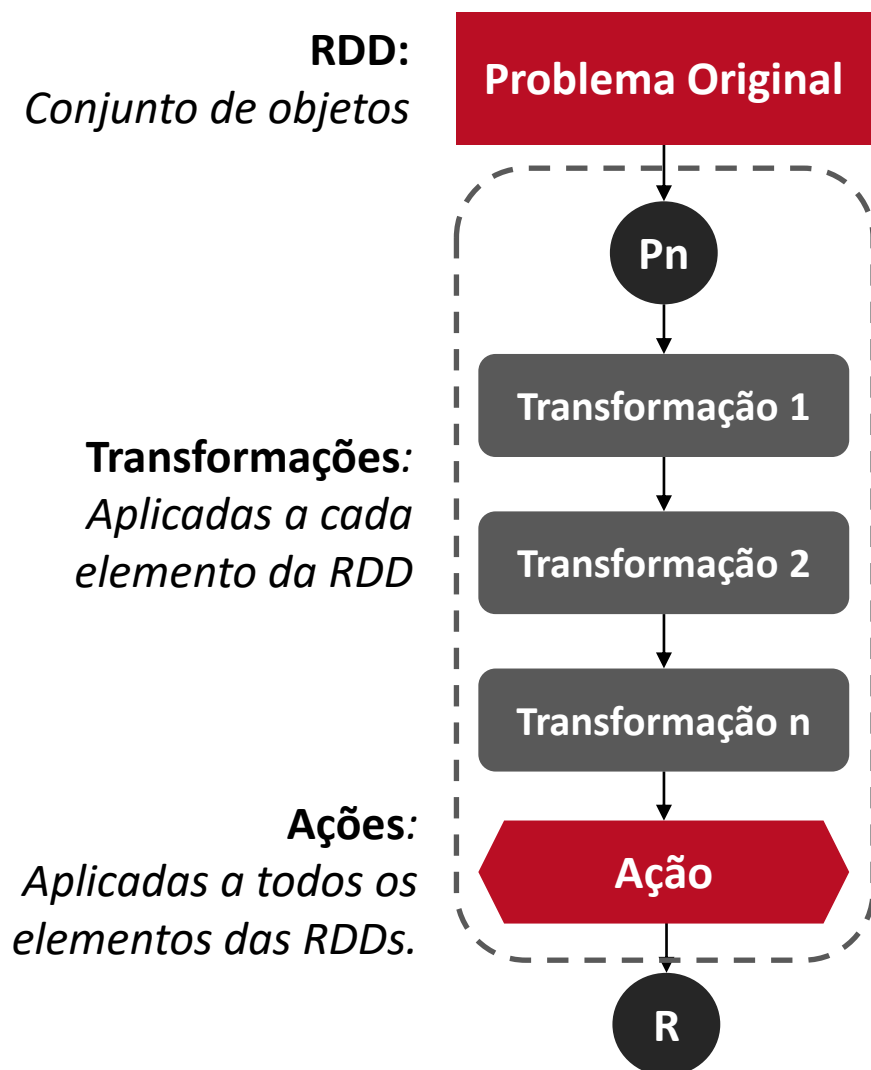 RDD:
Conjunto de objetos
Problema Original
Pn
Transformação 1
Transformações:
Aplicadas a cada
elemento da RDD
Transformação 2
Transformação n
Ações:
Aplicadas a todos os
elementos das RDDs.
Ação
R